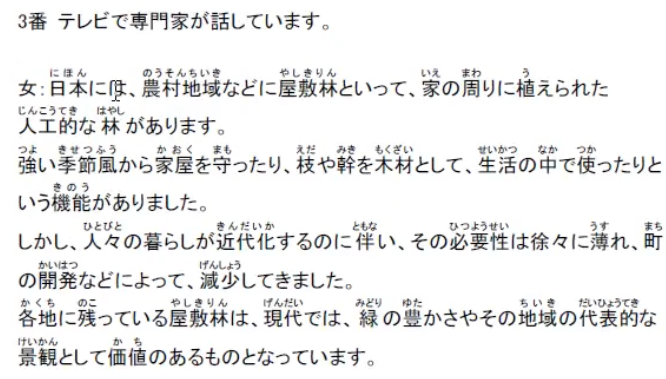 3番 テレビで専門家が話しています。
女：日本には、農村地域などに屋敷林といって、家の周りに植えられた
人工的な林があります。
強い季節風から家屋を守ったり、枝や幹を木材として、生活の中で使ったりと
いう機能がありました。
しかし、人々の暮らしが近代化するのに伴い、その必要性は徐々に薄れ、町
の開発などによって、減少してきました。
各地に残っている屋敷林は、現代では、緑の豊かさやその地域の代表的な
景観として価値のあるものとなっています。